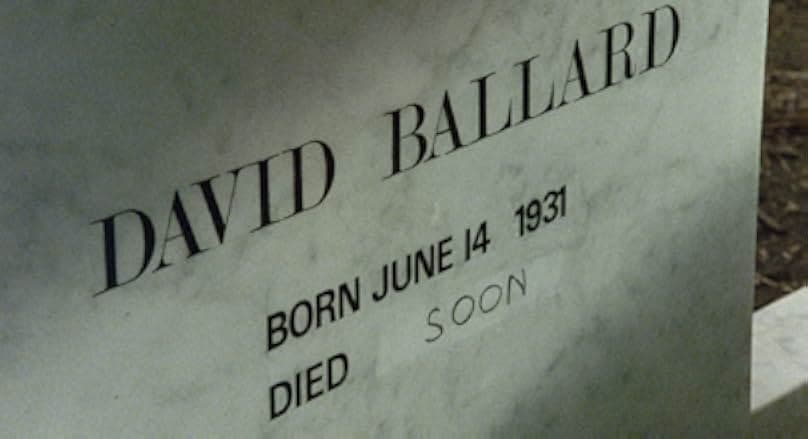 DAVID BALLARD
BORN JUNE 14 1931
DIED SOON